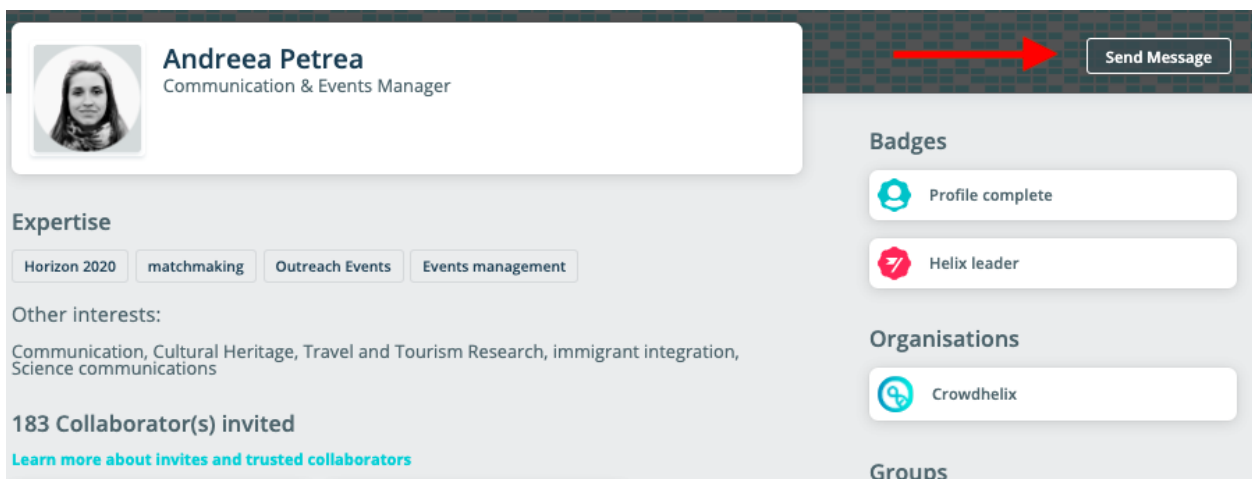 Andreea Petrea
Communication & Events Manager
Send Message
Expertise
Horizon 2020
matchmaking
Outreach Events
Events management
Other interests:
Communication, Cultural Heritage, Travel and Tourism Research, immigrant integration,
Science communications
183 Collaborator(s) invited
Learn more about invites and trusted collaborators
Badges
Profile complete
Helix leader
Organisations
Crowdhelix
Groups